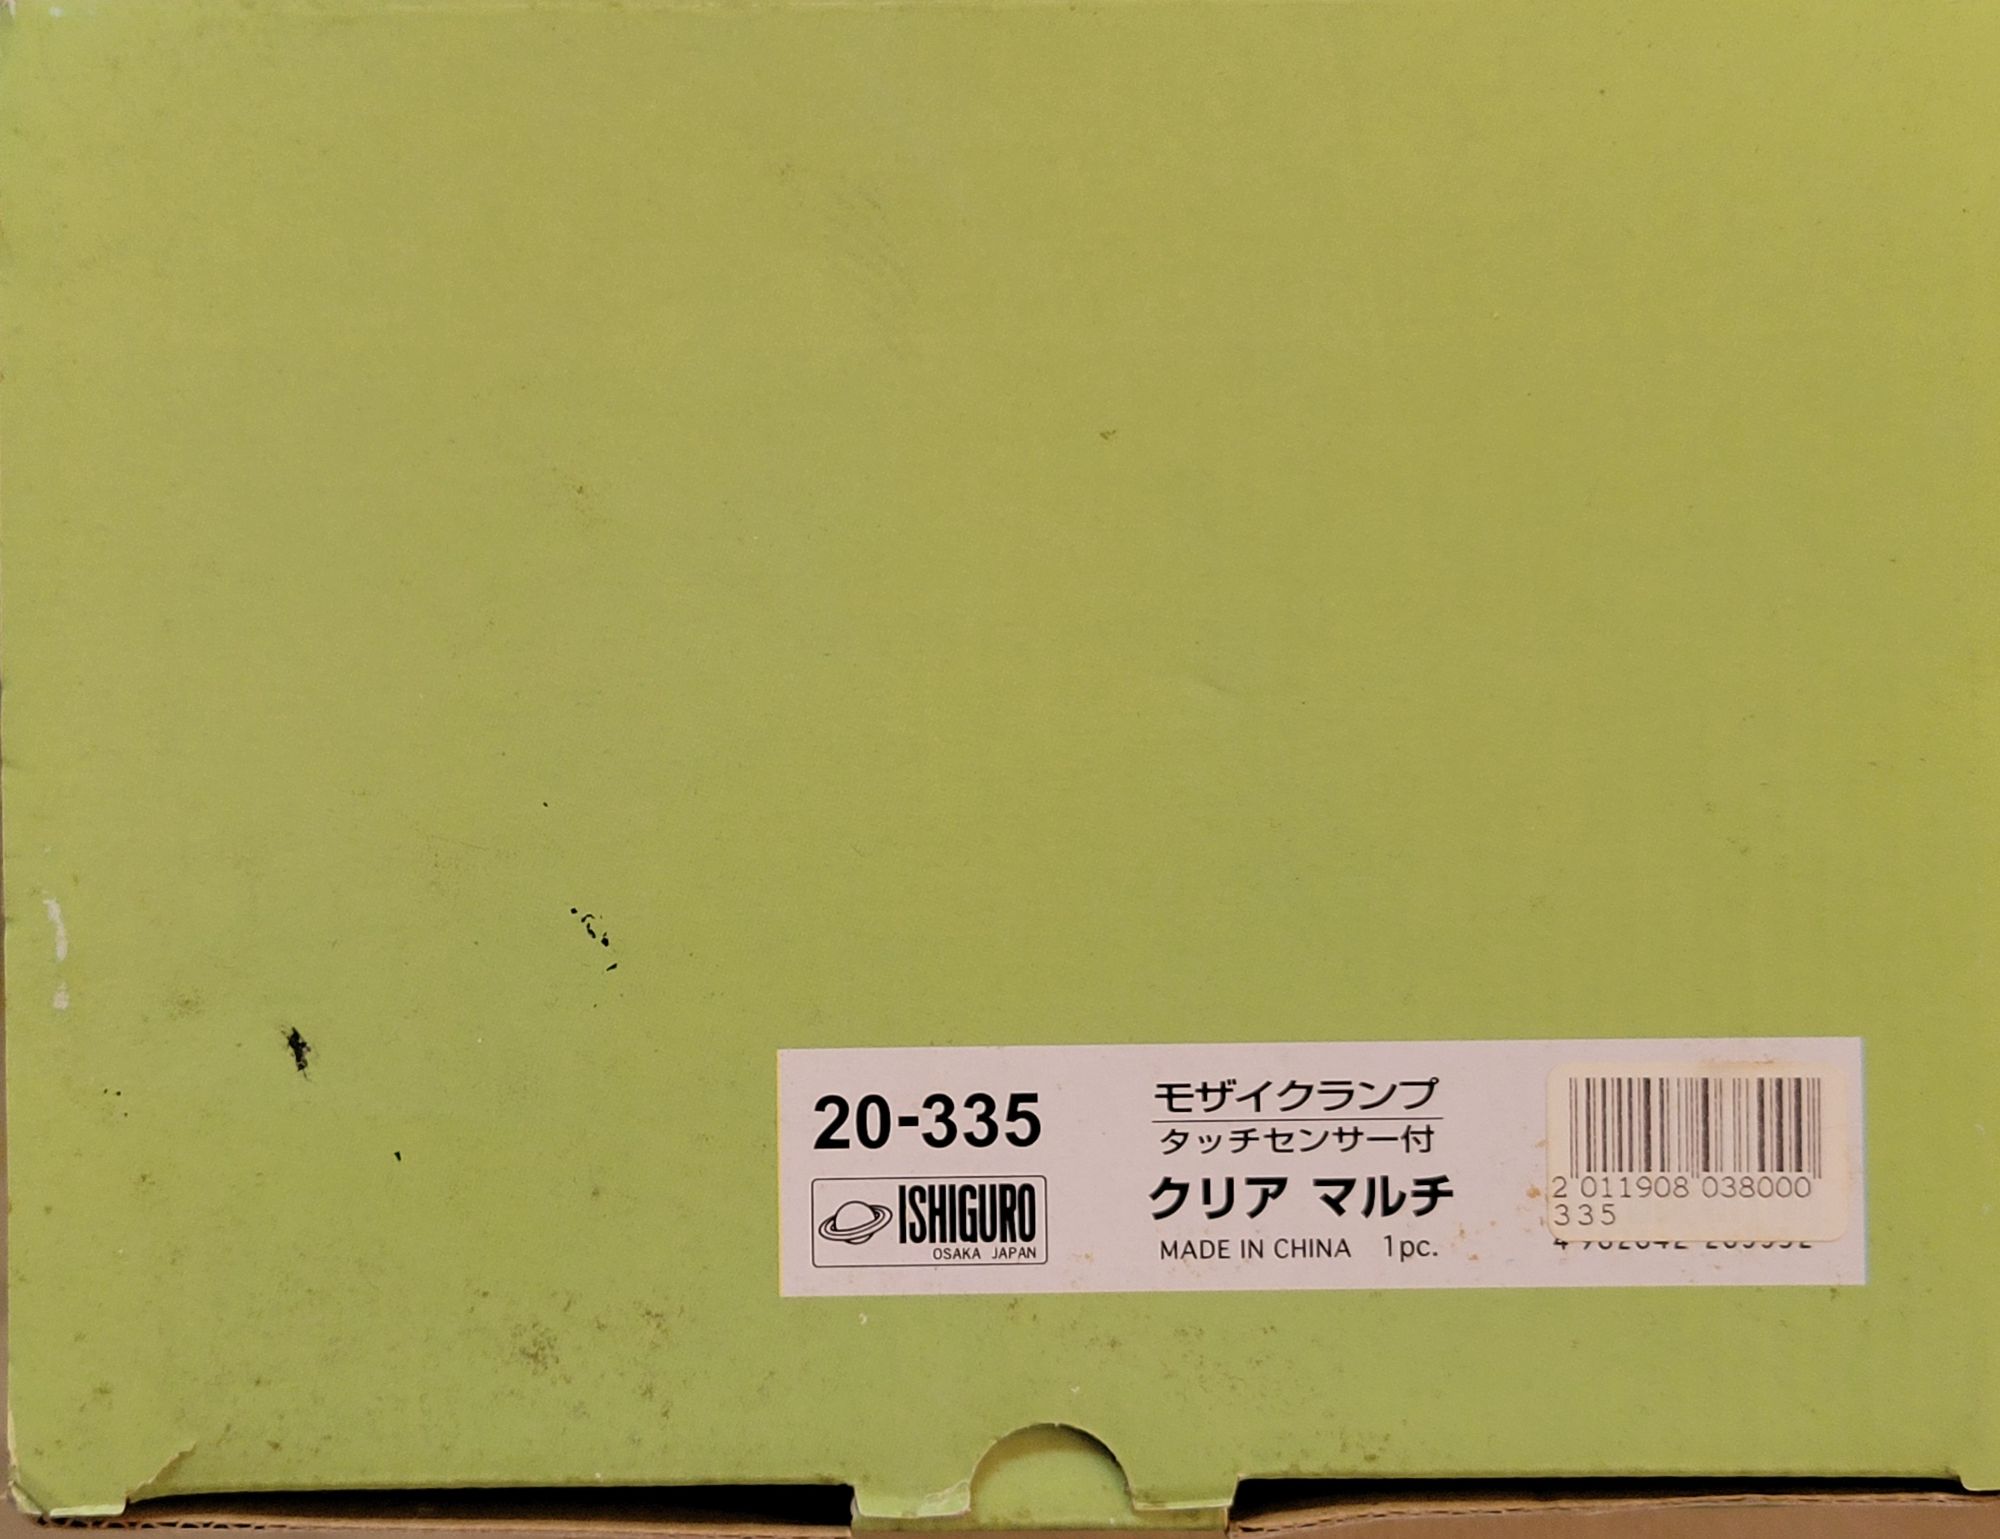 20-335
ISHIGURO
OSAKA JAPAN
モザイクランプ
タッチセンサー付
クリア マルチ
MADE IN CHINA 1pc.
2 011908 038000
335